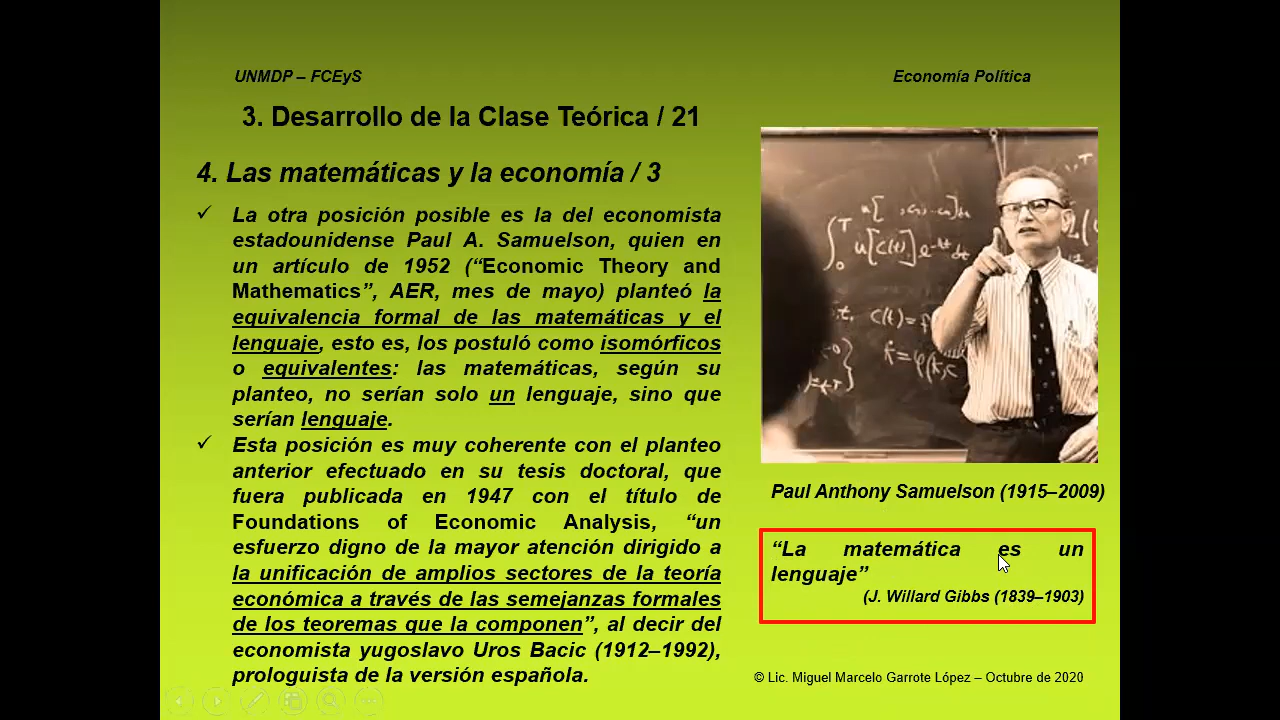 UNMDP – FCEyS
Economía Política
3. Desarrollo de la Clase Teórica / 21
4. Las matemáticas y la economía / 3
✓ La otra posición posible es la del economista
estadounidense Paul A. Samuelson, quien en
un artículo de 1952 (“Economic Theory and
Mathematics”, AER, mes de mayo) planteó la
equivalencia formal de las matemáticas y el
lenguaje, esto es, los postuló como isomórficos
o equivalentes: las matemáticas, según su
planteo, no serían solo un lenguaje, sino que
serían lenguaje.
✓ Esta posición es muy coherente con el planteo
anterior efectuado en su tesis doctoral, que
fuera publicada en 1947 con el título de
Foundations of Economic Analysis, “un
esfuerzo digno de la mayor atención dirigido a
la unificación de amplios sectores de la teoría
económica a través de las semejanzas formales
de los teoremas que la componen”, al decir del
economista yugoslavo Uros Bacic (1912–1992),
prologuista de la versión española.
Paul Anthony Samuelson (1915–2009)
“La matemática es un
lenguaje”
(J. Willard Gibbs (1839–1903)
© Lic. Miguel Marcelo Garrote López – Octubre de 2020